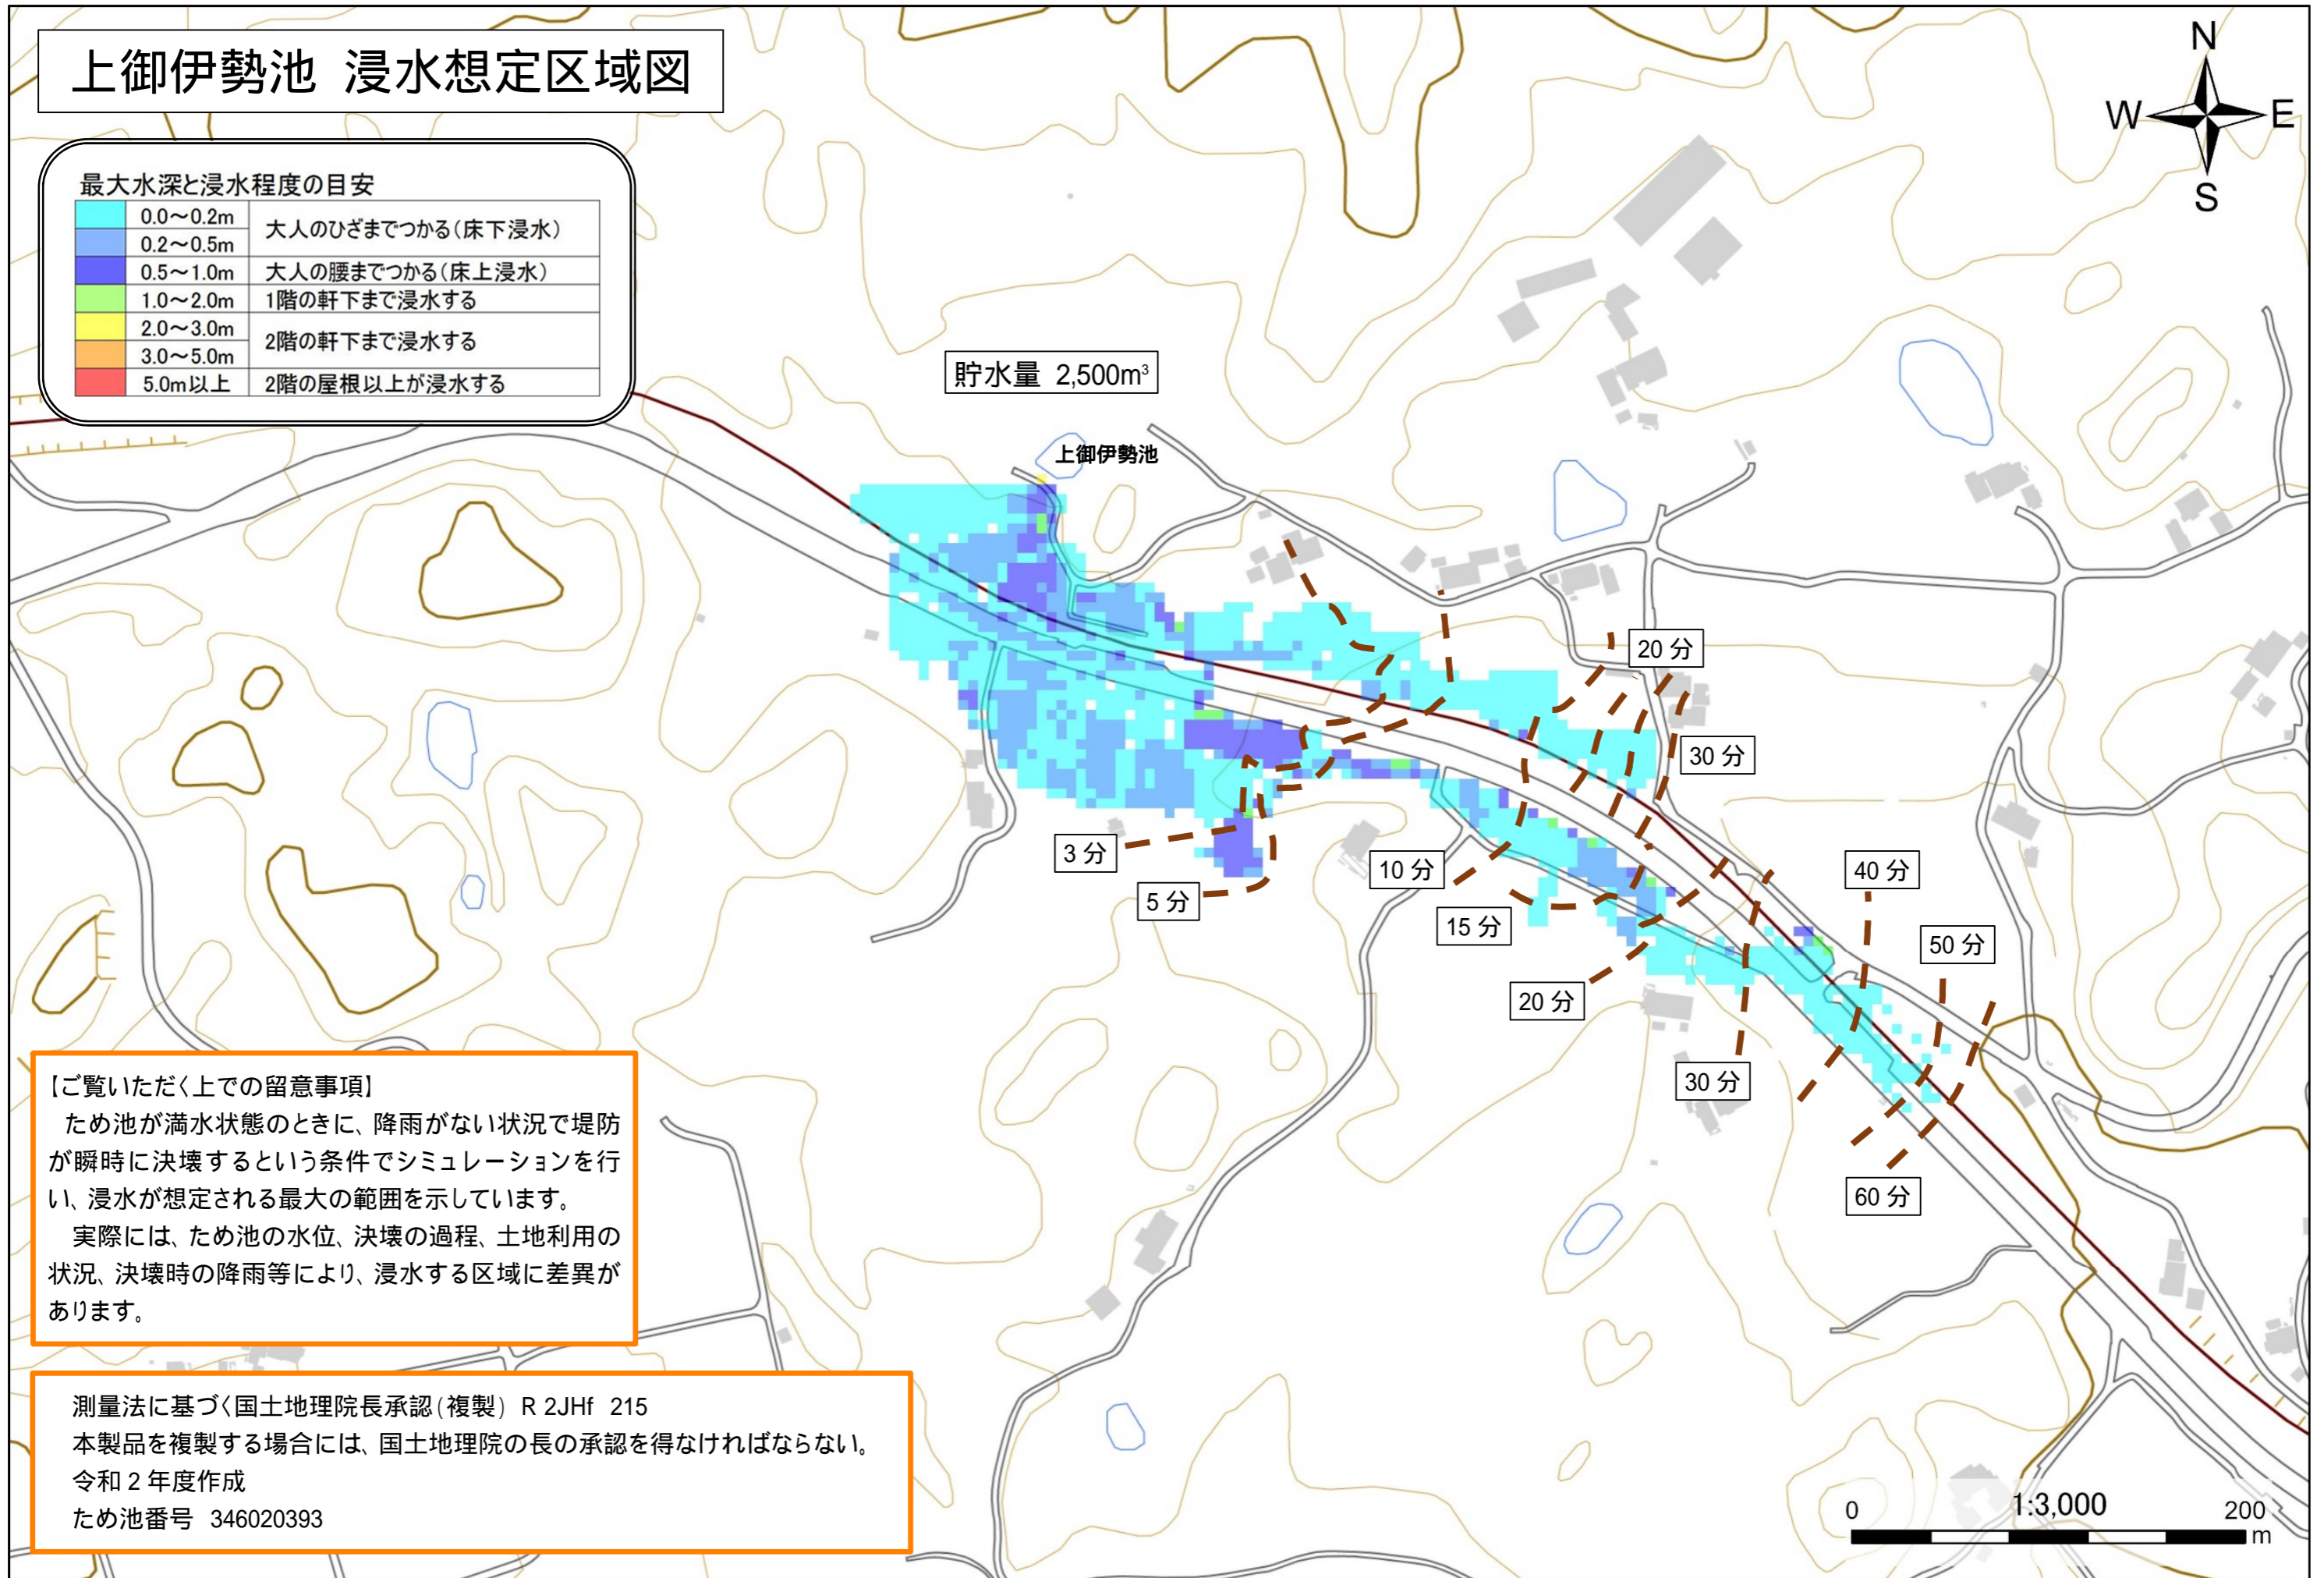 上御伊勢池 浸水想定区域図
N
W
E
S
最大水深と浸水程度の目安
0.0～0.2m
大人のひざまでつかる(床下浸水)
0.2～0.5m
0.5～1.0m 大人の腰までつかる(床上浸水)
1.0～2.0m 1階の軒下まで浸水する
2.0～3.0m
2階の軒下まで浸水する
3.0～5.0m
5.0m以上 2階の屋根以上が浸水する
貯水量 2,500m³
上御伊勢池
20 分
30 分
3 分
5 分
10 分
15 分
20 分
30 分
40 分
50 分
60 分
【ご覧いただく上での留意事項】
ため池が満水状態のときに、降雨がない状況で堤防
が瞬時に決壊するという条件でシミュレーションを行
い、浸水が想定される最大の範囲を示しています。
実際には、ため池の水位、決壊の過程、土地利用の
状況、決壊時の降雨等により、浸水する区域に差異が
あります。
測量法に基づく国土地理院長承認(複製) R 2JHf 215
本製品を複製する場合には、国土地理院の長の承認を得なければならない。
令和 2 年度作成
ため池番号 346020393
0 1:3,000 200
m